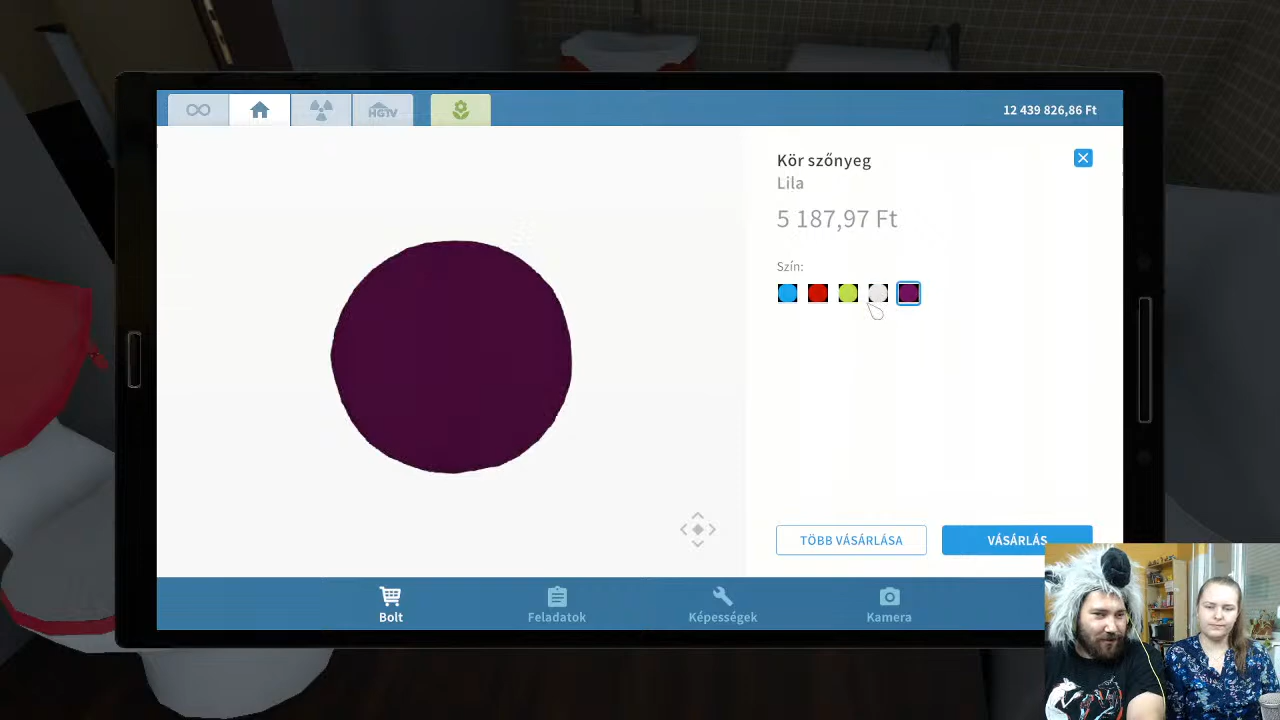 HGTV
12 439 826,86 Ft
Kör szőnyeg
Lila
5 187,97 Ft
Szín:
TÖBB VÁSÁRLÁSA
VÁSÁRLÁS
Bolt
Feladatok
Képességek
Kamera